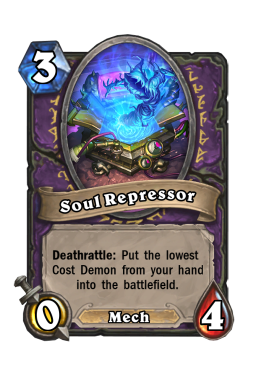 3
Soul Repressor
Deathrattle: Put the lowest
Cost Demon from your hand
into the battlefield.
0
Mech
4